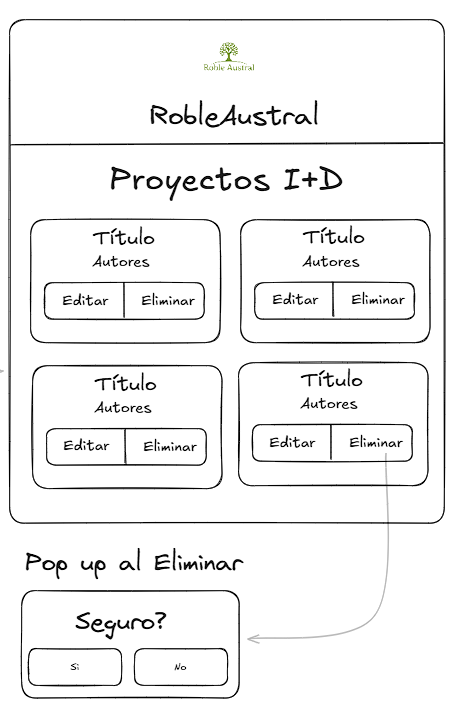 Roble Austral
RobleAustral
Proyectos I+D
Título
Autores
Editar Eliminar
Título
Autores
Editar Eliminar
Título
Autores
Editar Eliminar
Título
Autores
Editar Eliminar
Pop up al Eliminar
Seguro?
Si No